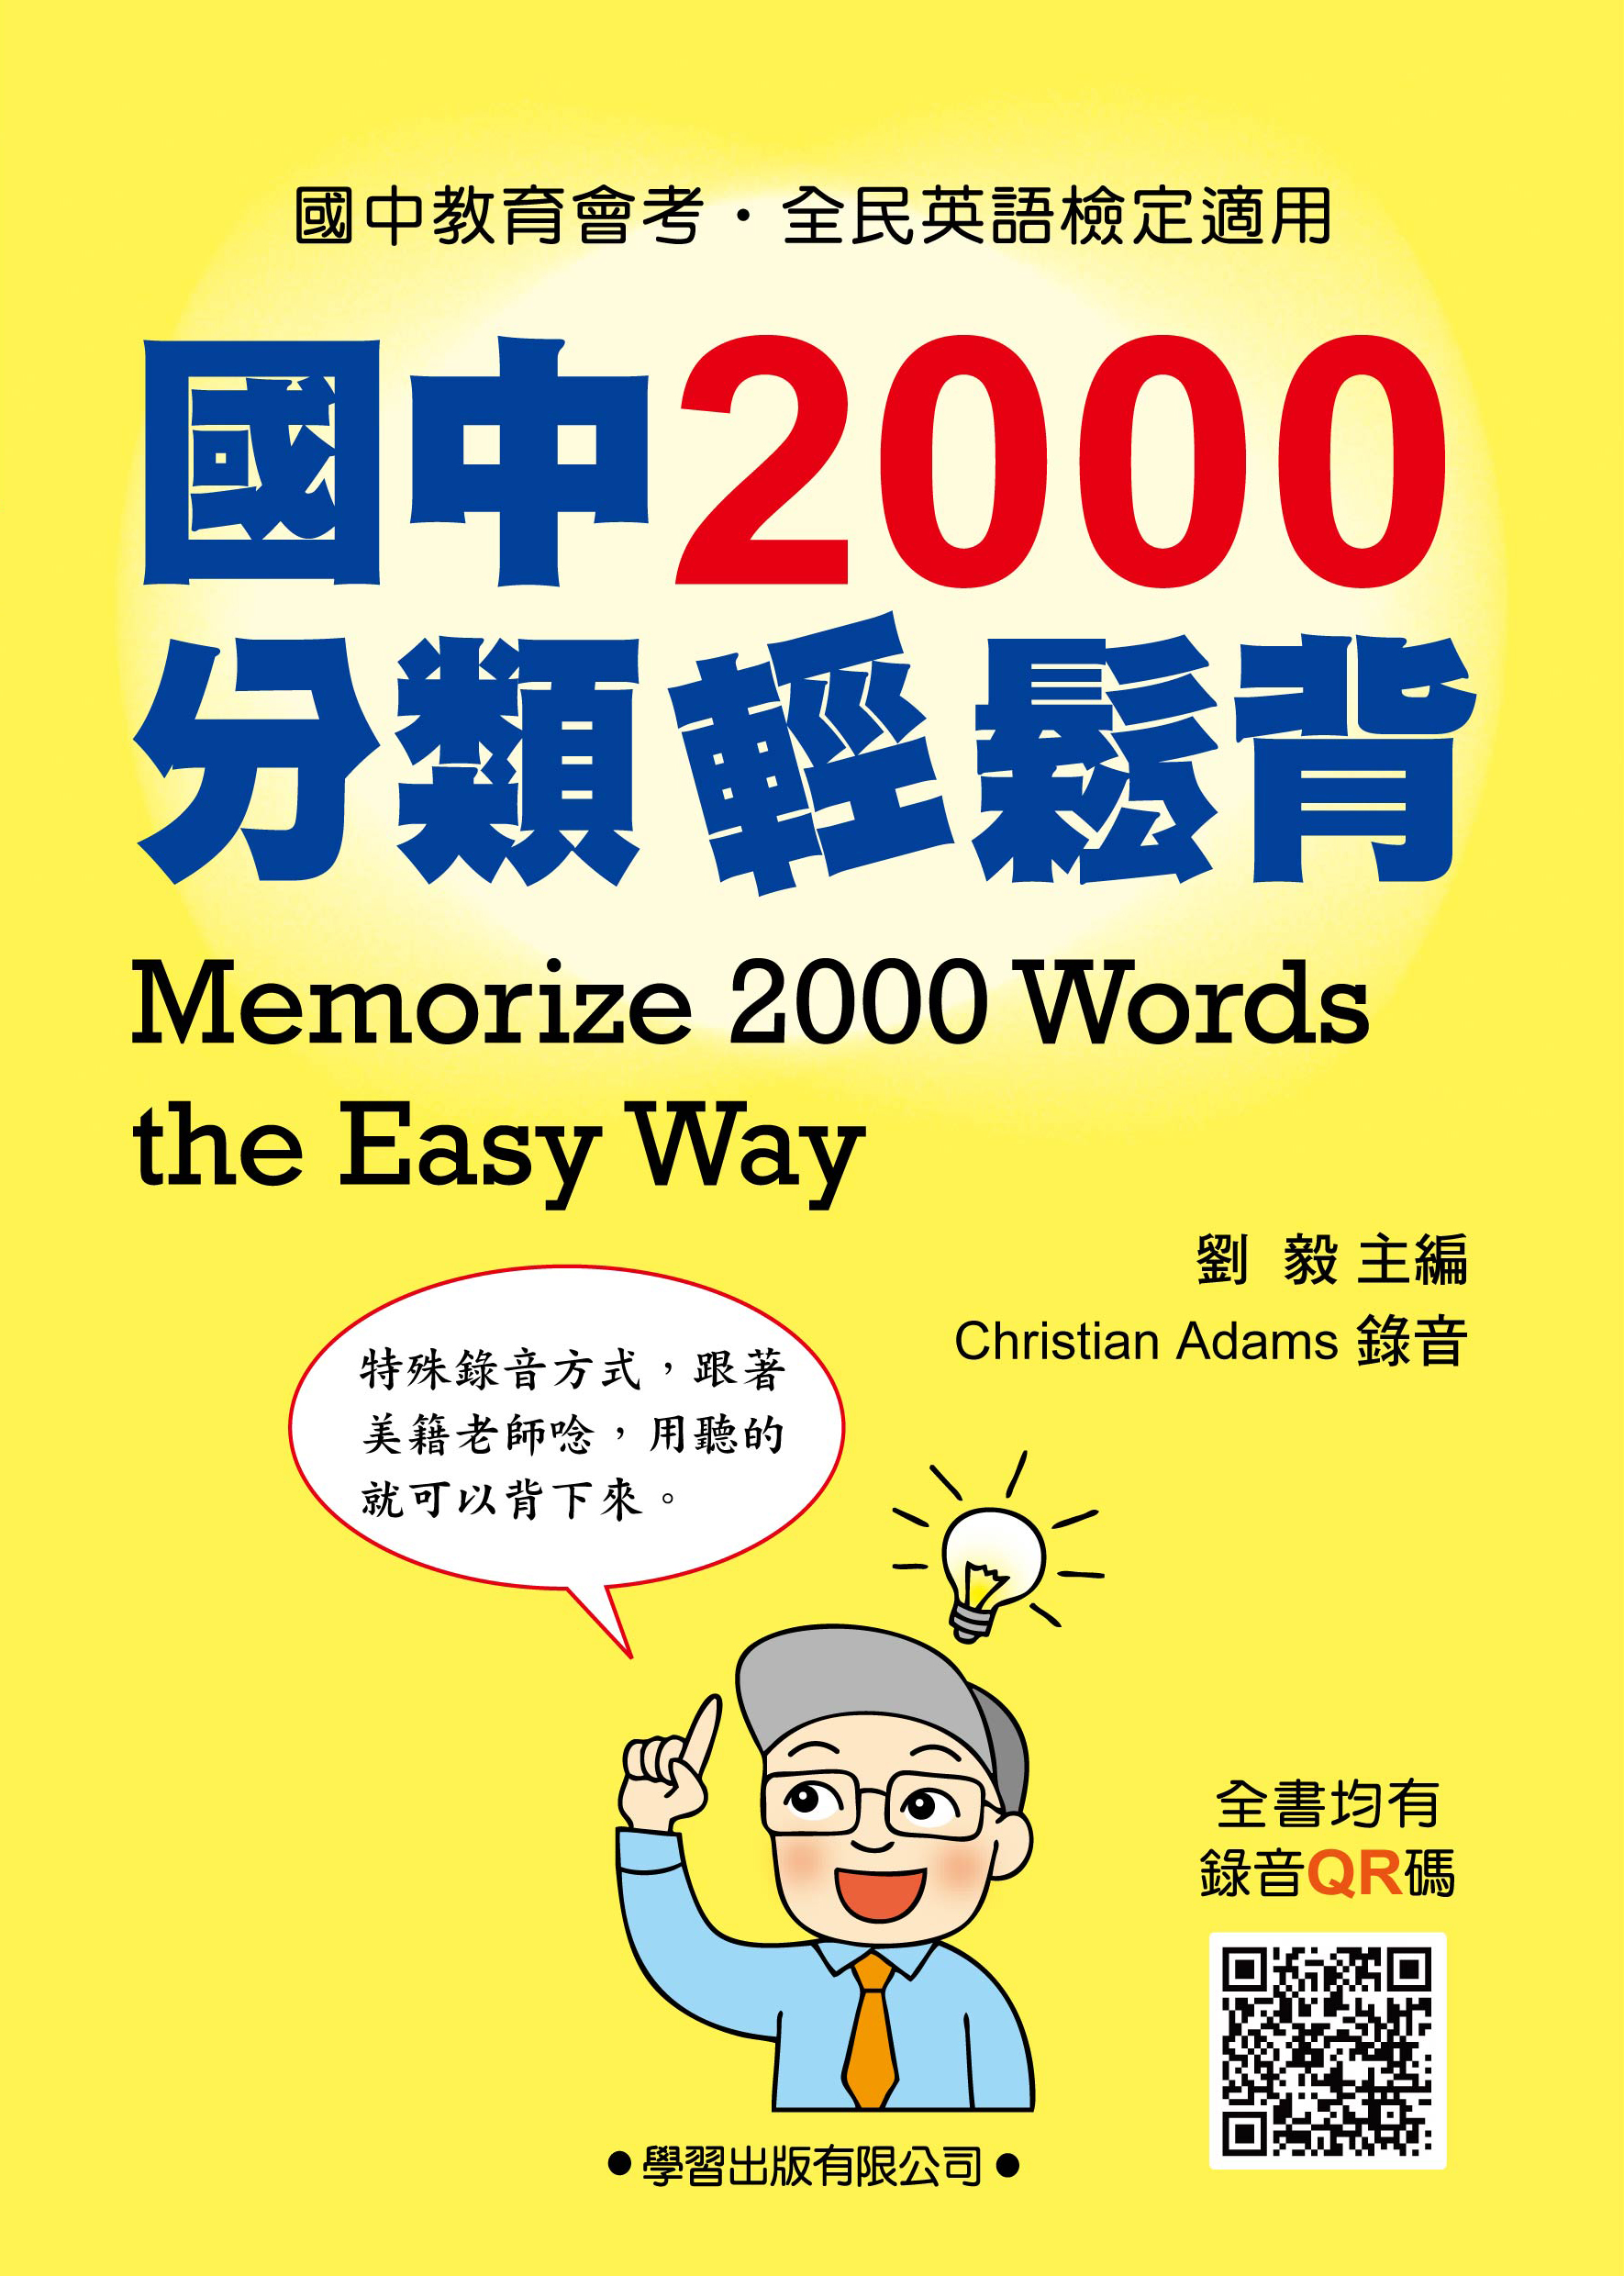 國中教育會考・全民英語檢定適用
國中2000
分類輕鬆背
Memorize 2000 Words
the Easy Way
劉 毅 主編
Christian Adams 錄音
特殊錄音方式，跟著
美籍老師唸，用聽的
就可以背下來。
全書均有
錄音QR碼
●學習出版有限公司●